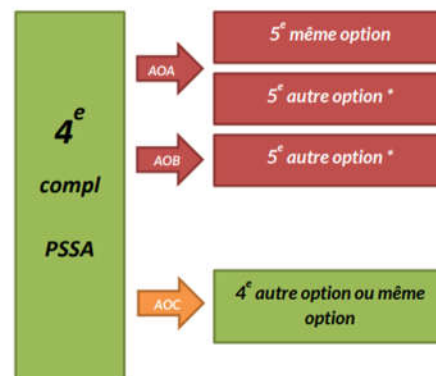 4e
compl
PSSA
AOA
5e même option
5e autre option *
AOB
5e autre option *
AOC
4e autre option ou même
option